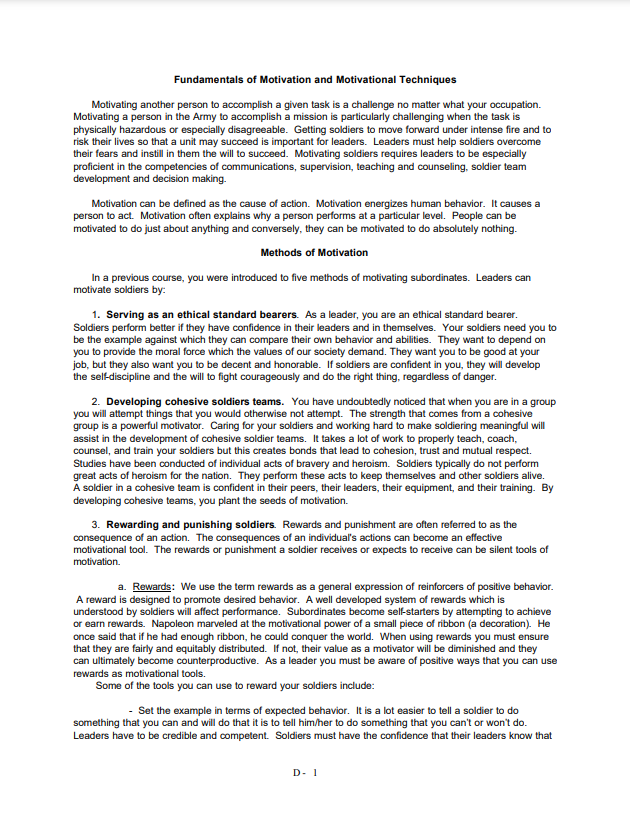 Fundamentals of Motivation and Motivational Techniques
Motivating another person to accomplish a given task is a challenge no matter what your occupation.
Motivating a person in the Army to accomplish a mission is particularly challenging when the task is
physically hazardous or especially disagreeable. Getting soldiers to move forward under intense fire and to
risk their lives so that a unit may succeed is important for leaders. Leaders must help soldiers overcome
their fears and instill in them the will to succeed. Motivating soldiers requires leaders to be especially
proficient in the competencies of communications, supervision, teaching and counseling, soldier team
development and decision making.
Motivation can be defined as the cause of action. Motivation energizes human behavior. It causes a
person to act. Motivation often explains why a person performs at a particular level. People can be
motivated to do just about anything and conversely, they can be motivated to do absolutely nothing.
Methods of Motivation
In a previous course, you were introduced to five methods of motivating subordinates. Leaders can
motivate soldiers by:
1. Serving as an ethical standard bearers. As a leader, you are an ethical standard bearer.
Soldiers perform better if they have confidence in their leaders and in themselves. Your soldiers need you to
be the example against which they can compare their own behavior and abilities. They want to depend on
you to provide the moral force which the values of our society demand. They want you to be good at your
job, but they also want you to be decent and honorable. If soldiers are confident in you, they will develop
the self-discipline and the will to fight courageously and do the right thing, regardless of danger.
2. Developing cohesive soldiers teams. You have undoubtedly noticed that when you are in a group
you will attempt things that you would otherwise not attempt. The strength that comes from a cohesive
group is a powerful motivator. Caring for your soldiers and working hard to make soldiering meaningful will
assist in the development of cohesive soldier teams. It takes a lot of work to properly teach, coach,
counsel, and train your soldiers but this creates bonds that lead to cohesion, trust and mutual respect.
Studies have been conducted of individual acts of bravery and heroism. Soldiers typically do not perform
great acts of heroism for the nation. They perform these acts to keep themselves and other soldiers alive.
A soldier in a cohesive team is confident in their peers, their leaders, their equipment, and their training. By
developing cohesive teams, you plant the seeds of motivation.
3. Rewarding and punishing soldiers. Rewards and punishment are often referred to as the
consequence of an action. The consequences of an individual's actions can become an effective
motivational tool. The rewards or punishment a soldier receives or expects to receive can be silent tools of
motivation.
a. Rewards: We use the term rewards as a general expression of reinforcers of positive behavior.
A reward is designed to promote desired behavior. A well developed system of rewards which is
understood by soldiers will affect performance. Subordinates become self-starters by attempting to achieve
or earn rewards. Napoleon marveled at the motivational power of a small piece of ribbon (a decoration). He
once said that if he had enough ribbon, he could conquer the world. When using rewards you must ensure
that they are fairly and equitably distributed. If not, their value as a motivator will be diminished and they
can ultimately become counterproductive. As a leader you must be aware of positive ways that you can use
rewards as motivational tools.
Some of the tools you can use to reward your soldiers include:
- Set the example in terms of expected behavior. It is a lot easier to tell a soldier to do
something that you can and will do that it is to tell him/her to do something that you can't or won't do.
Leaders have to be credible and competent. Soldiers must have the confidence that their leaders know that
D - 1